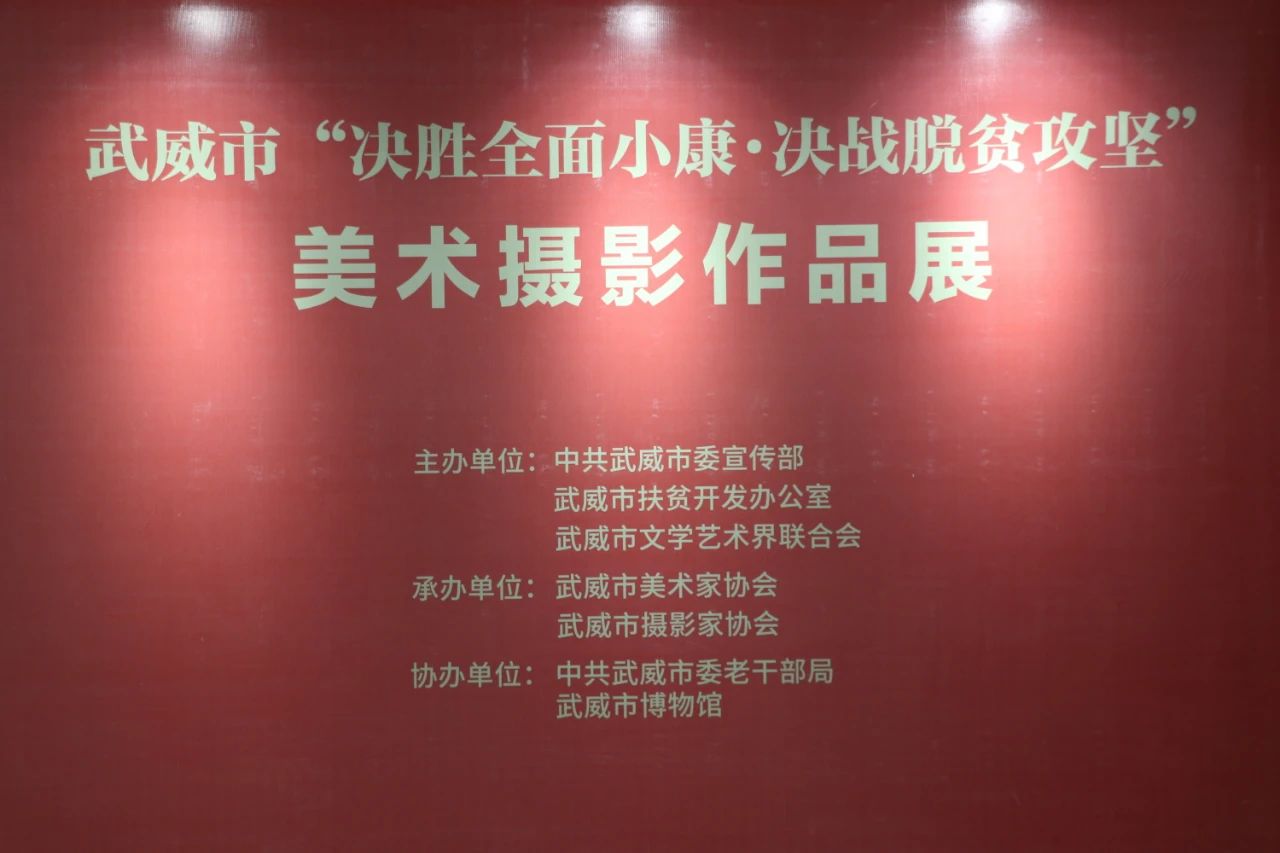 武威市“决胜全面小康·决战脱贫攻坚”
美术摄影作品展
主办单位：中共武威市委宣传部
武威市扶贫开发办公室
武威市文学艺术界联合会
承办单位：武威市美术家协会
武威市摄影家协会
协办单位：中共武威市委老干部局
武威市博物馆